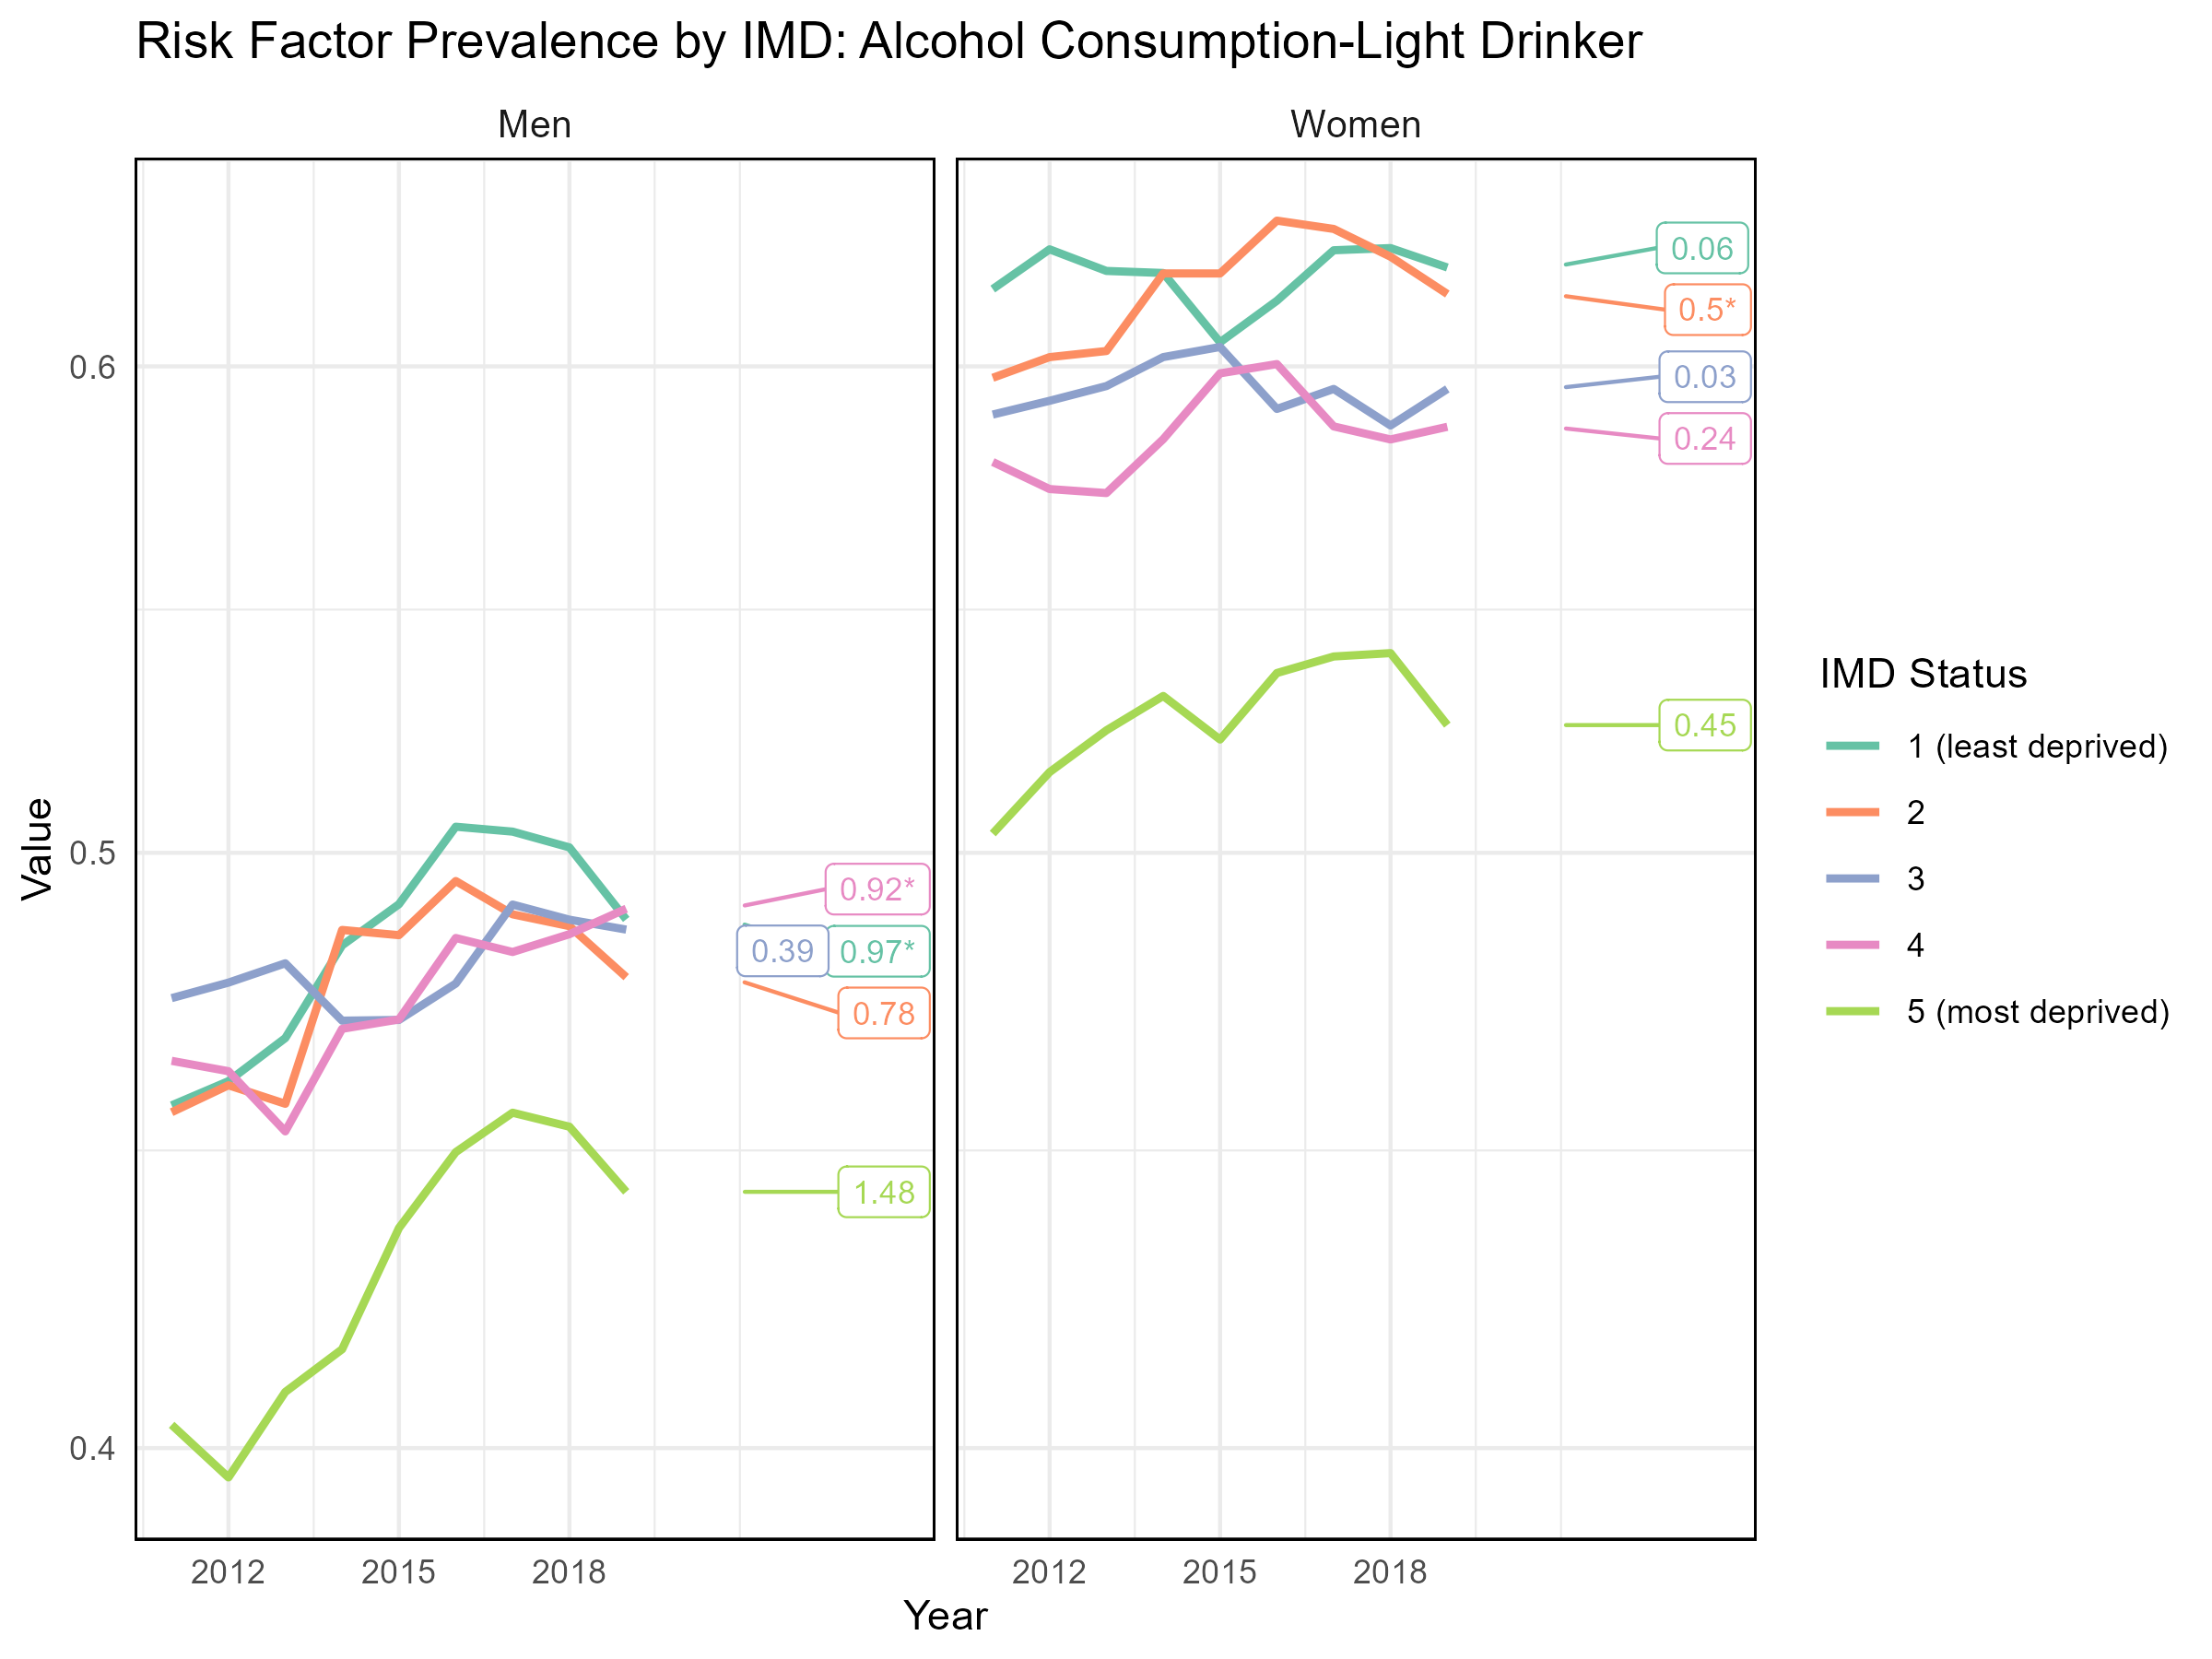 Risk Factor Prevalence by IMD: Alcohol Consumption-Light Drinker
Men
Women
Value
0.6
0.5
0.4
0.92*
0.39
0.97*
0.78
1.48
0.06
0.5*
0.03
0.24
0.45
2012
2015
2018
2012
2015
2018
Year
IMD Status
1 (least deprived)
2
3
4
5 (most deprived)